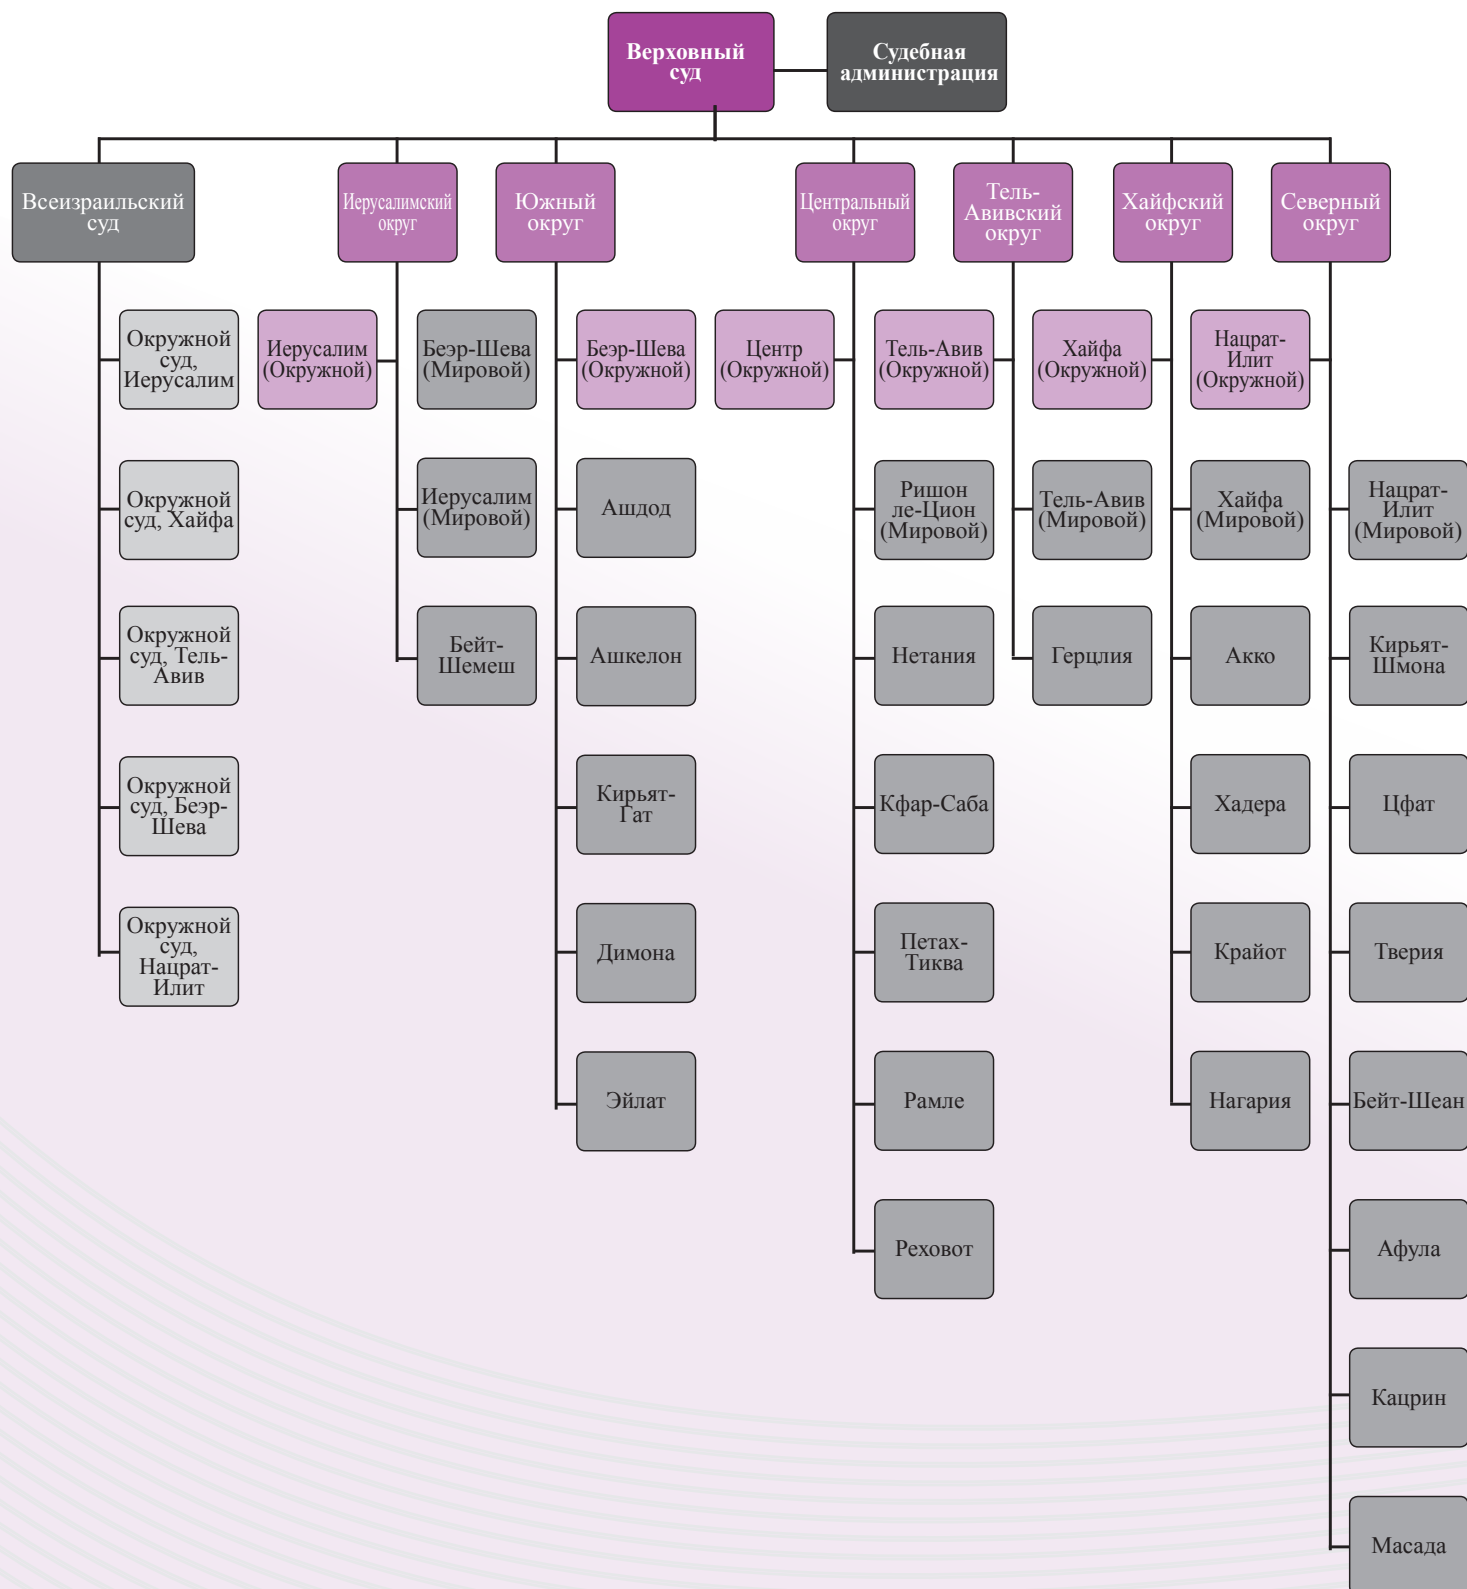 Верховный
суд
Судебная
администрация
Всеизраильский
суд
Иерусалимский
округ
Южный
округ
Центральный
округ
Тель-
Авивский
округ
Хайфский
округ
Северный
округ
Окружной
суд,
Иерусалим
Иерусалим
(Окружной)
Беэр-Шева
(Мировой)
Беэр-Шева
(Окружной)
Центр
(Окружной)
Тель-Авив
(Окружной)
Хайфа
(Окружной)
Нацрат-
Илит
(Окружной)
Окружной
суд, Хайфа
Иерусалим
(Мировой)
Ашдод
Ришон
ле-Цион
(Мировой)
Тель-Авив
(Мировой)
Хайфа
(Мировой)
Нацрат-
Илит
(Мировой)
Окружной
суд, Тель-
Авив
Бейт-
Шемеш
Ашкелон
Нетания
Герцлия
Акко
Кирьят-
Шмона
Окружной
суд, Беэр-
Шева
Кирьят-
Гат
Кфар-Саба
Хадера
Цфат
Окружной
суд,
Нацрат-
Илит
Димона
Петах-
Тиква
Крайот
Тверия
Эйлат
Рамле
Нагария
Бейт-Шеан
Реховот
Афула
Кацрин
Масада